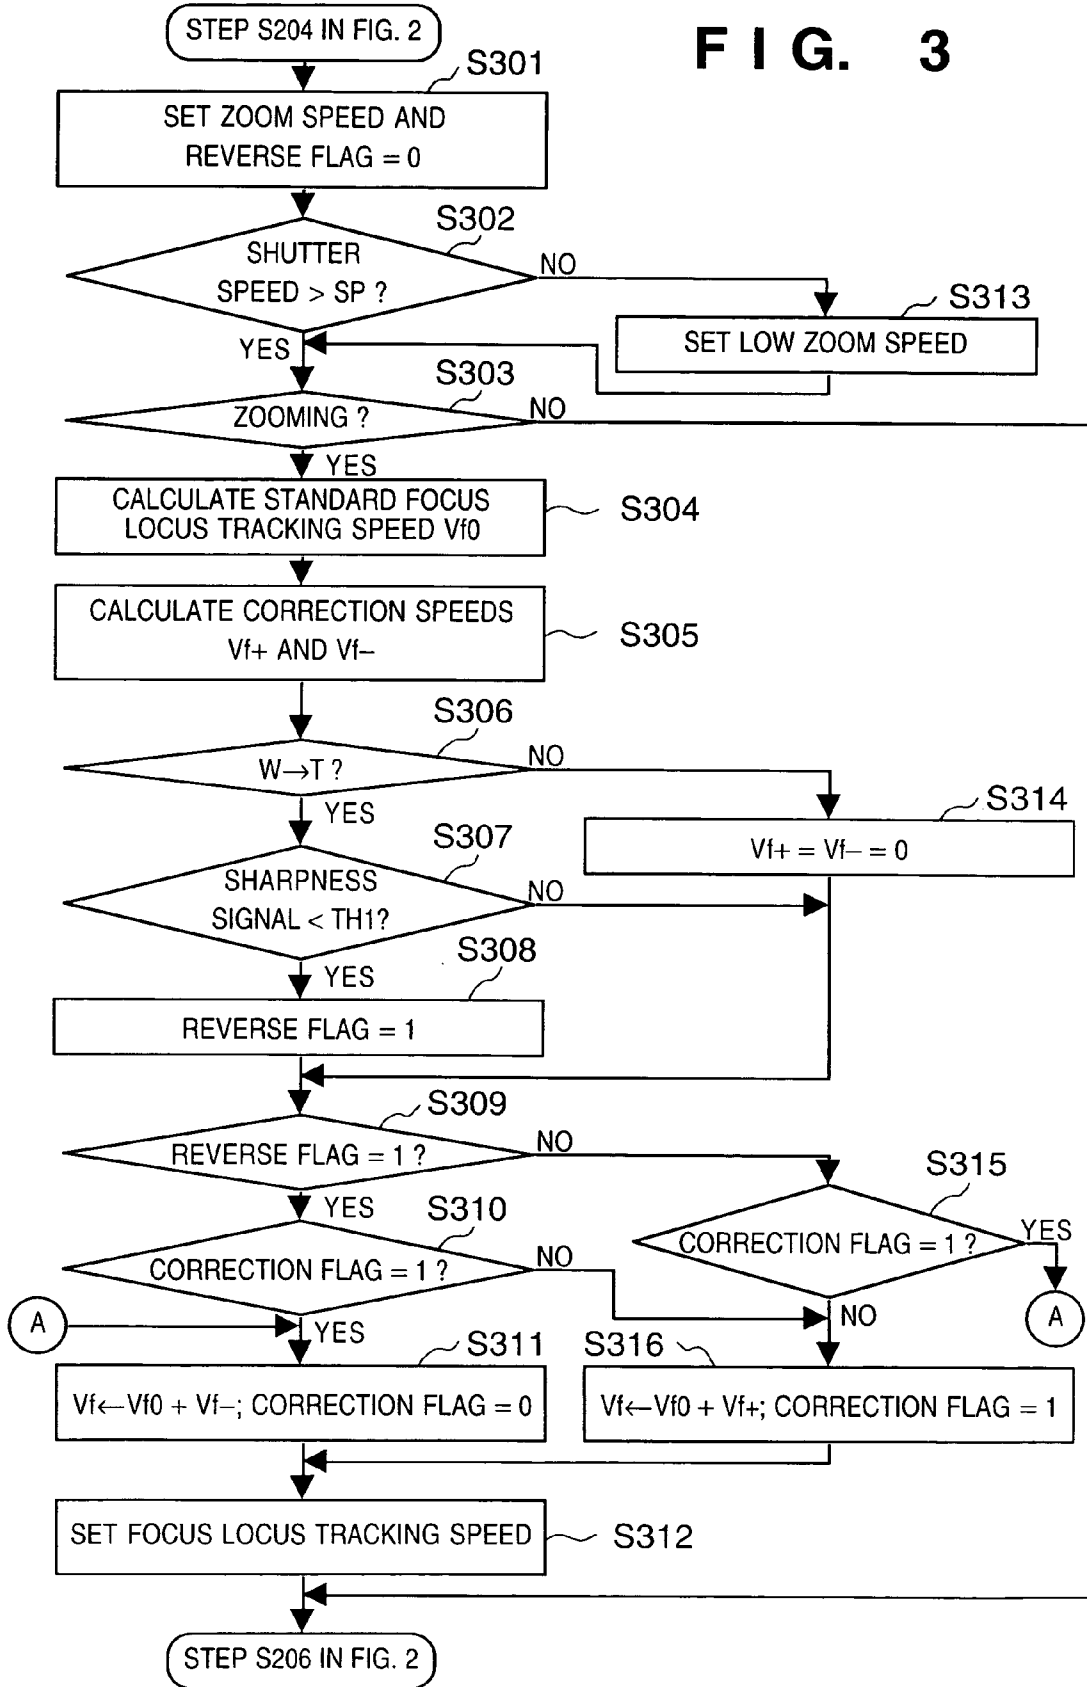 STEP S204 IN FIG. 2
FIG. 3
S301
SET ZOOM SPEED AND
REVERSE FLAG = 0
S302
SHUTTER
SPEED > SP ?
NO
S313
SET LOW ZOOM SPEED
YES
S303
ZOOMING ?
NO
YES
CALCULATE STANDARD FOCUS
LOCUS TRACKING SPEED Vf0
S304
CALCULATE CORRECTION SPEEDS
Vf+ AND Vf−
S305
S306
W→T ?
NO
YES
S314
Vf+ = Vf− = 0
S307
SHARPNESS
SIGNAL < TH1?
NO
YES
S308
REVERSE FLAG = 1
S309
REVERSE FLAG = 1 ?
NO
YES
S315
CORRECTION FLAG = 1 ?
YES
A
NO
S310
CORRECTION FLAG = 1 ?
NO
A
YES
S311
Vf←Vf0 + Vf−; CORRECTION FLAG = 0
S316
Vf←Vf0 + Vf+; CORRECTION FLAG = 1
SET FOCUS LOCUS TRACKING SPEED
S312
STEP S206 IN FIG. 2